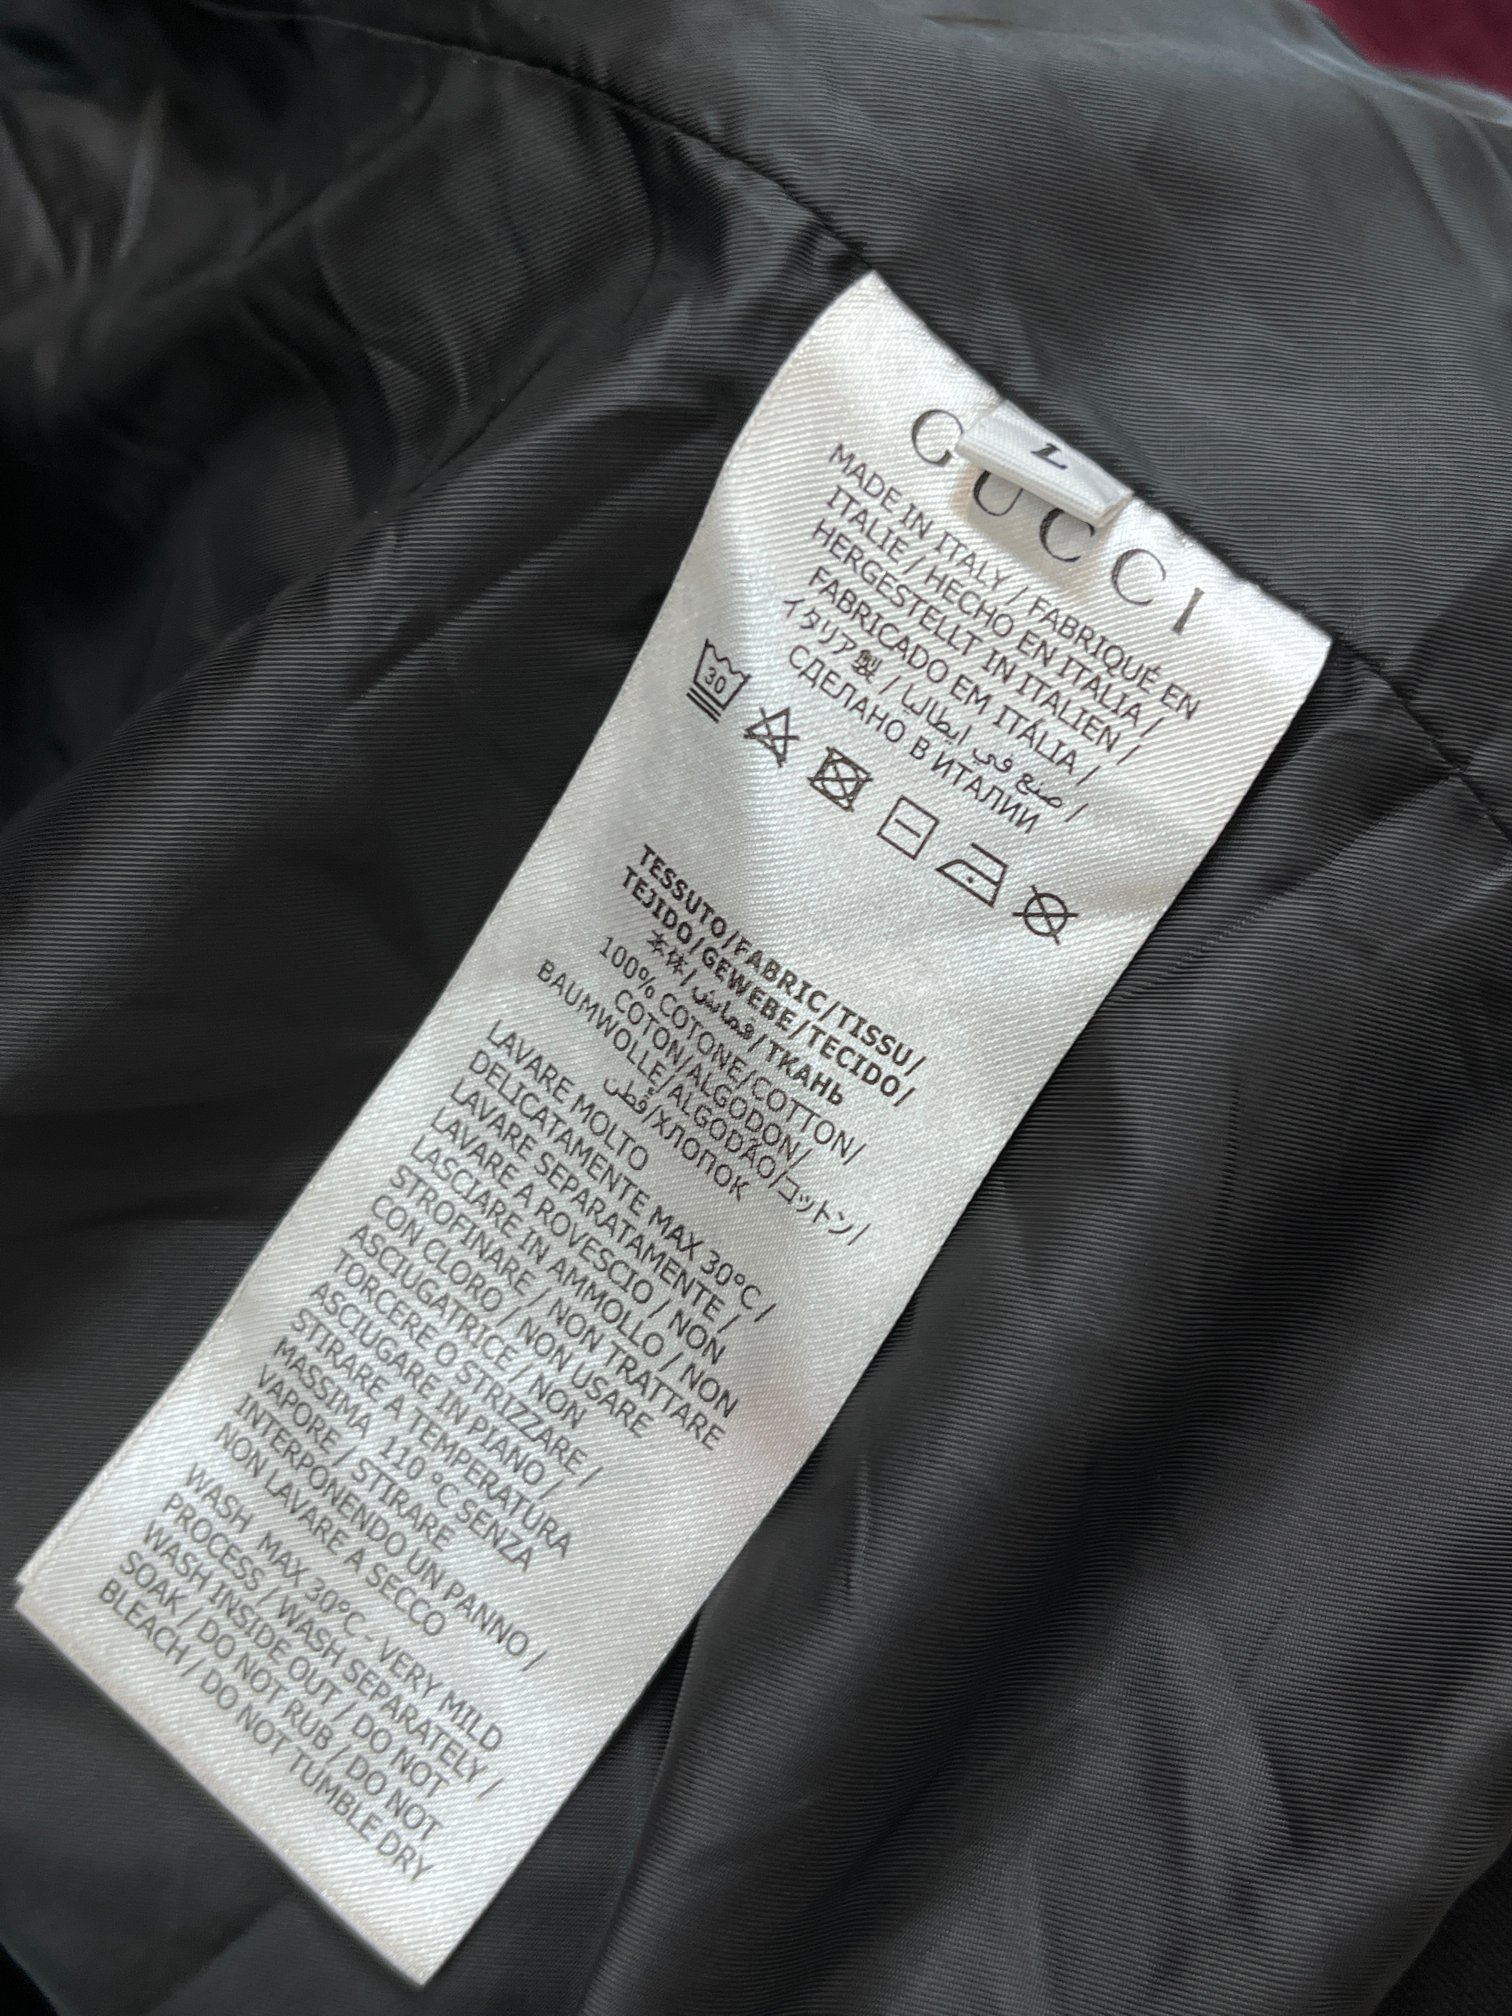 GUCCI
L
MADE IN ITALY / FABRIQUÉ EN
ITALIE / HECHO EN ITALIA /
HERGESTELLT IN ITALIEN /
FABRICADO EM ITÁLIA /
イタリア製 / صنع في ايطاليا /
СДЕЛАНО В ИТАЛИИ
30
TESSUTO/FABRIC/TISSU/
TEJIDO/GEWEBE/TECIDO/
本体/قماش/ТКАНЬ
100% COTONE/COTTON/
COTON/ALGODON/
BAUMWOLLE/ALGODÃO/コットン/
قُطن/ХЛОПОК
LAVARE MOLTO
DELICATAMENTE MAX 30°C /
LAVARE SEPARATAMENTE /
LAVARE A ROVESCIO / NON
LASCIARE IN AMMOLLO / NON
STROFINARE / NON TRATTARE
CON CLORO / NON USARE
ASCIUGATRICE / NON
TORCERE O STRIZZARE /
ASCIUGARE IN PIANO /
STIRARE A TEMPERATURA
MASSIMA 110 °C SENZA
VAPORE / STIRARE
INTERPONENDO UN PANNO /
NON LAVARE A SECCO
WASH MAX 30°C - VERY MILD
PROCESS / WASH SEPARATELY /
WASH INSIDE OUT / DO NOT
SOAK / DO NOT RUB / DO NOT
BLEACH / DO NOT TUMBLE DRY